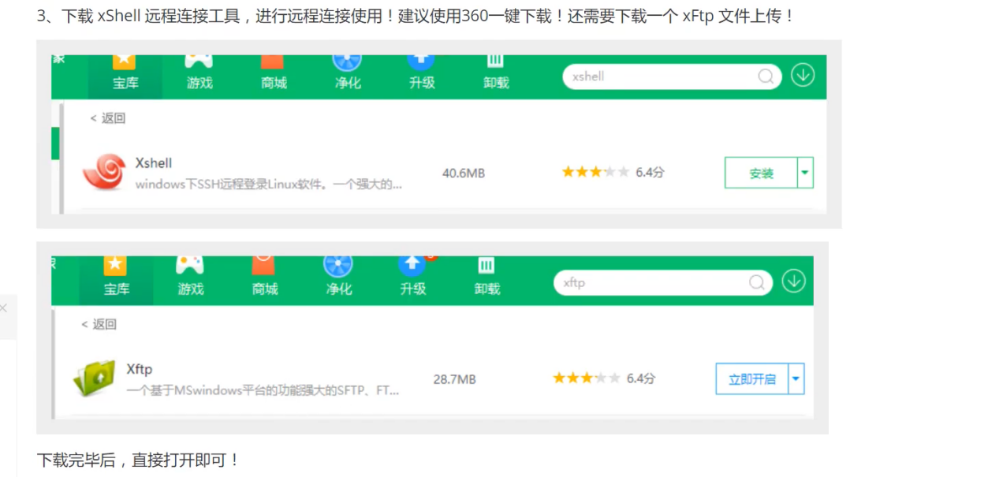 3、下载 xShell 远程连接工具，进行远程连接使用！建议使用360一键下载！还需要下载一个 xFtp 文件上传！
家
宝库 游戏 商城 净化 升级 卸载 xshell
< 返回
Xshell
windows下SSH远程登录Linux软件。一个强大的...
40.6MB
6.4分
安装
宝库 游戏 商城 净化 升级 卸载 xftp
< 返回
Xftp
一个基于MSwindows平台的功能强大的SFTP、FT...
28.7MB
6.4分
立即开启
下载完毕后，直接打开即可！